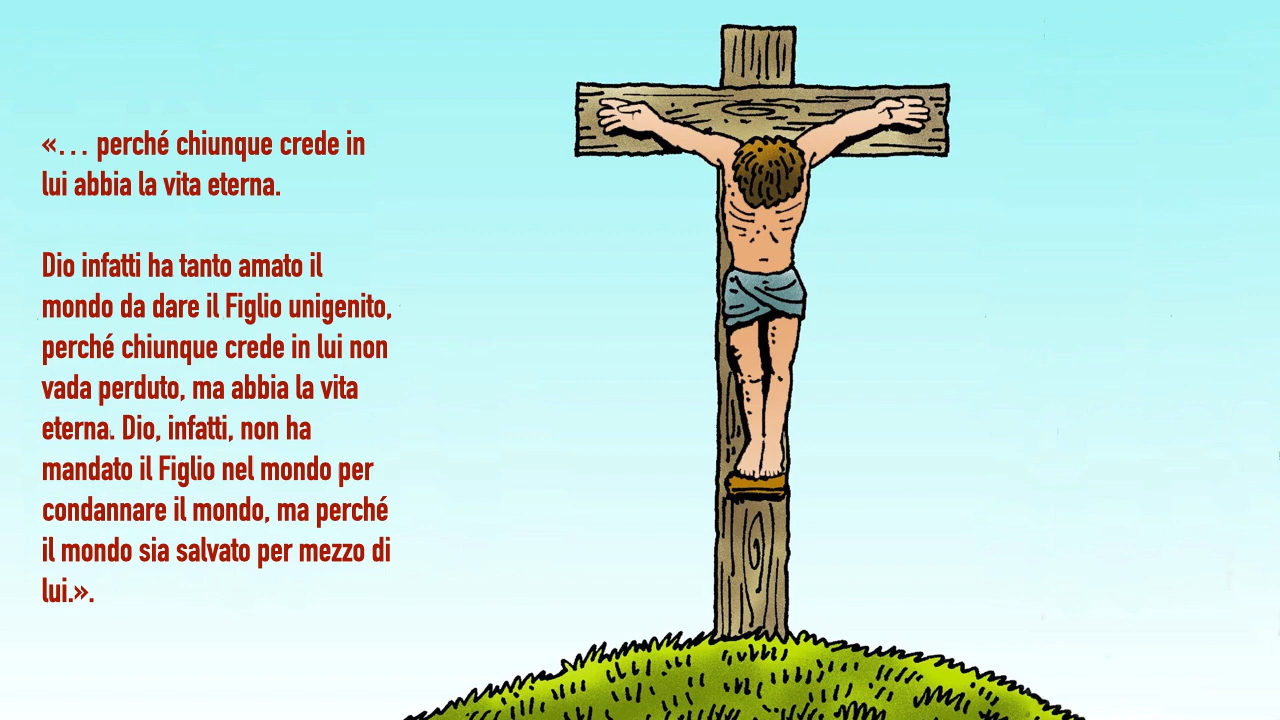 «… perché chiunque crede in
lui abbia la vita eterna.
Dio infatti ha tanto amato il
mondo da dare il Figlio unigenito,
perché chiunque crede in lui non
vada perduto, ma abbia la vita
eterna. Dio, infatti, non ha
mandato il Figlio nel mondo per
condannare il mondo, ma perché
il mondo sia salvato per mezzo di
lui.».